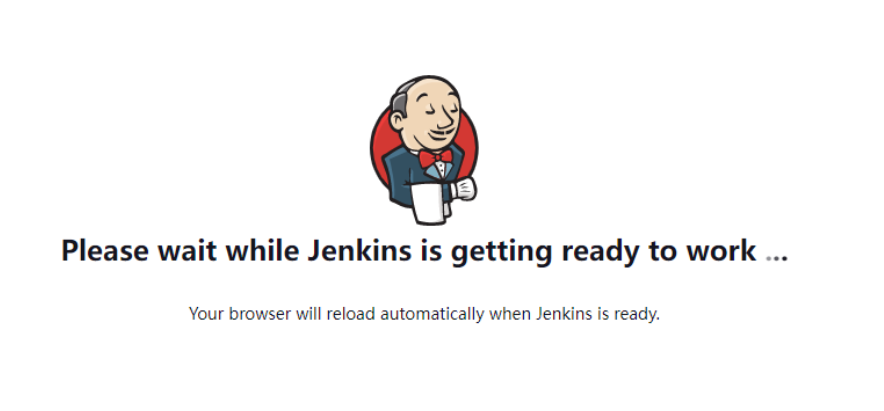 Please wait while Jenkins is getting ready to work ...
Your browser will reload automatically when Jenkins is ready.